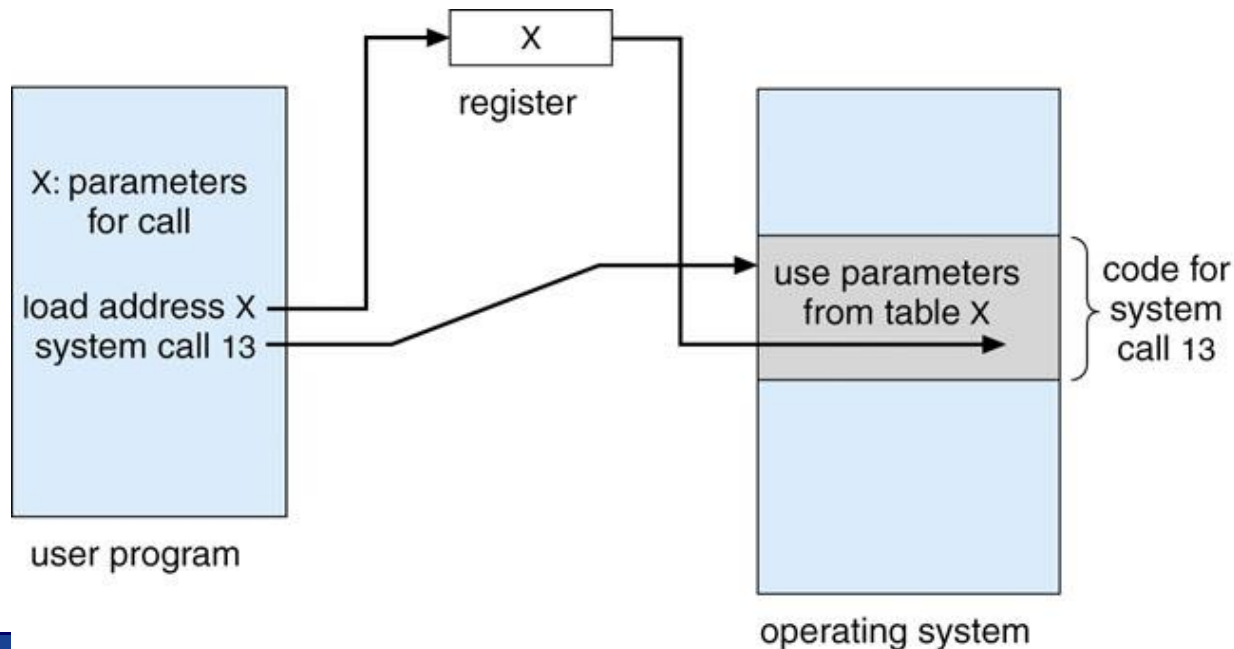 X
register
X: parameters
for call
load address X
system call 13
use parameters
from table X
code for
system
call 13
user program
operating system